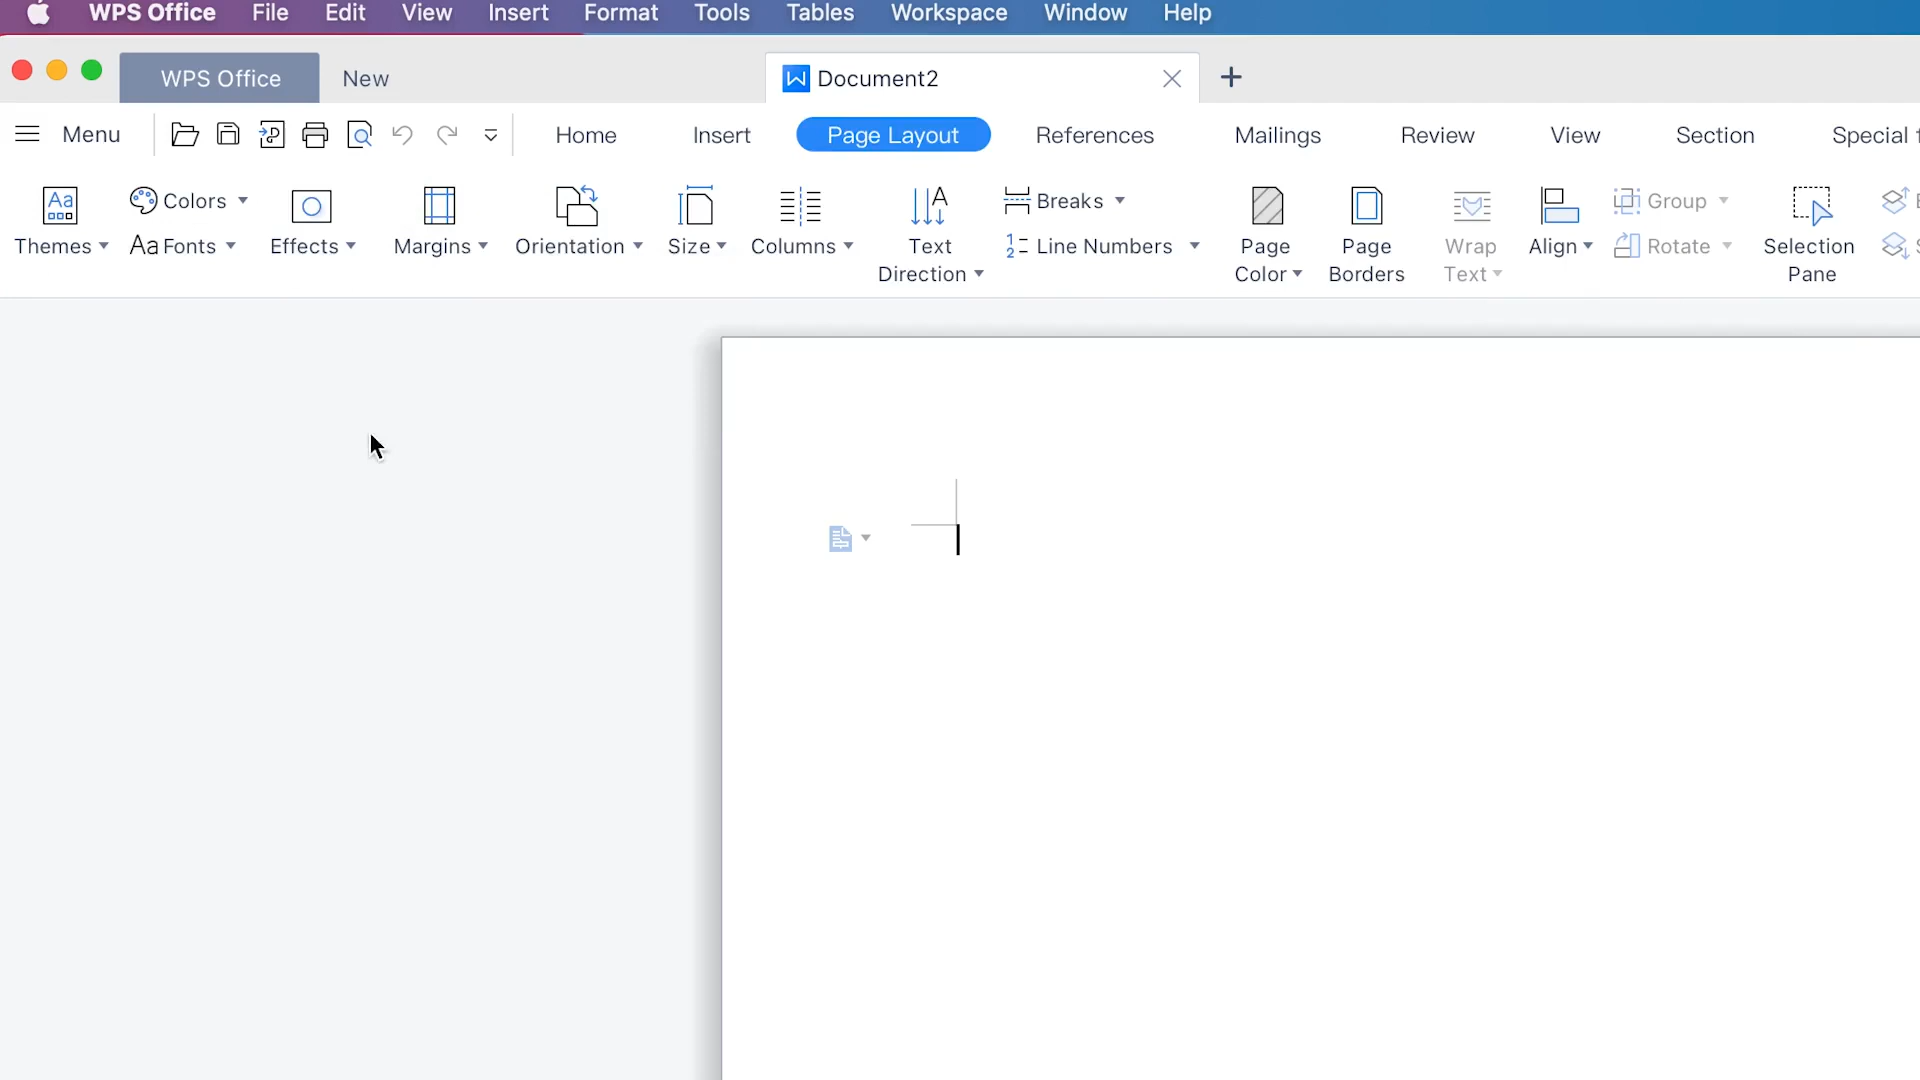 WPS Office File Edit View Insert Format Tools Tables Workspace Window Help
WPS Office New Document2
Menu Home Insert Page Layout References Mailings Review View Section Special
Aa Colors A Breaks Group
Themes Aa Fonts Effects Margins Orientation Size Columns Text Direction Line Numbers Page Color Page Borders Wrap Text Align Rotate Selection Pane